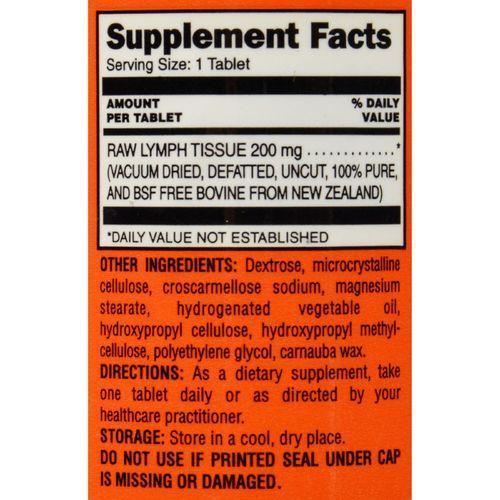 Supplement Facts
Serving Size: 1 Tablet
AMOUNT % DAILY
PER TABLET VALUE
RAW LYMPH TISSUE 200 mg ............*
(VACUUM DRIED, DEFATTED, UNCUT, 100% PURE,
AND BSF FREE BOVINE FROM NEW ZEALAND)
*DAILY VALUE NOT ESTABLISHED
OTHER INGREDIENTS: Dextrose, microcrystalline
cellulose, croscarmellose sodium, magnesium
stearate, hydrogenated vegetable oil,
hydroxypropyl cellulose, hydroxypropyl methyl-
cellulose, polyethylene glycol, carnauba wax.
DIRECTIONS: As a dietary supplement, take
one tablet daily or as directed by your
healthcare practitioner.
STORAGE: Store in a cool, dry place.
DO NOT USE IF PRINTED SEAL UNDER CAP
IS MISSING OR DAMAGED.